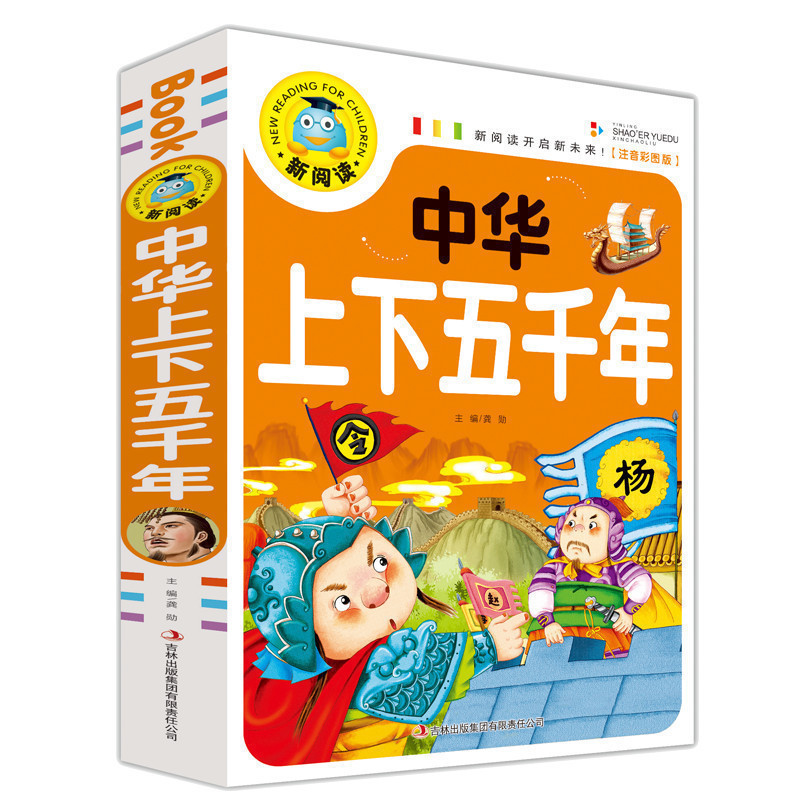 Book
NEW READING FOR CHILDREN
新阅读
中华上下五千年
主编/龚勋
吉林出版集团有限责任公司
NEW READING FOR CHILDREN
新阅读
新阅读开启新未来！【注音彩图版】
YINLING
SHAO'ER YUEDU
XINCHAOLIU
中华
上下五千年
主编/龚勋
令
杨
赵
吉林出版集团有限责任公司